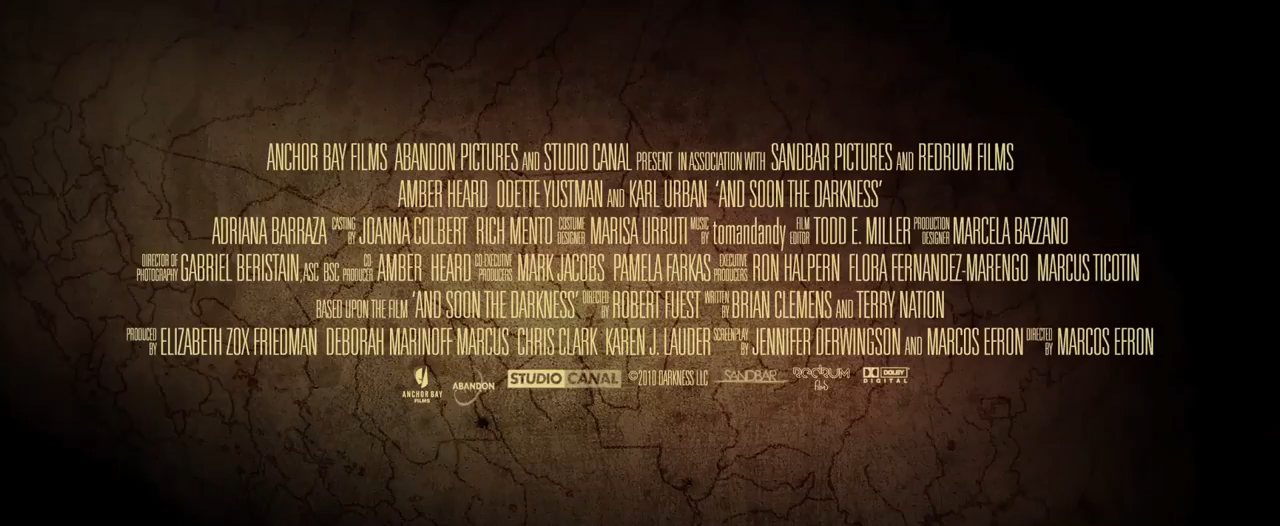 ANCHOR BAY FILMS ABANDON PICTURES AND STUDIO CANAL PRESENT IN ASSOCIATION WITH SANDBAR PICTURES AND REDRUM FILMS
AMBER HEARD ODETTE YUSTMAN AND KARL URBAN 'AND SOON THE DARKNESS'
ADRIANA BARRAZA CASTING BY JOANNA COLBERT RICH MENTO COSTUME DESIGNER MARISA URRUTI MUSIC BY tomandandy FILM EDITOR TODD E. MILLER PRODUCTION DESIGNER MARCELA BAZZANO
DIRECTOR OF PHOTOGRAPHY GABRIEL BERISTAIN, ASC BSC CO PRODUCER AMBER HEARD CO-EXECUTIVE PRODUCERS MARK JACOBS PAMELA FARKAS EXECUTIVE PRODUCERS RON HALPERN FLORA FERNANDEZ-MARENGO MARCUS TICOTIN
BASED UPON THE FILM 'AND SOON THE DARKNESS' DIRECTED BY ROBERT FUEST WRITTEN BY BRIAN CLEMENS AND TERRY NATION
PRODUCED BY ELIZABETH ZOX FRIEDMAN DEBORAH MARINOFF MARCUS CHRIS CLARK KAREN J. LAUDER SCREENPLAY BY JENNIFER DERWINGSON AND MARCOS EFRON DIRECTED BY MARCOS EFRON
ANCHOR BAY FILMS ABANDON STUDIO CANAL ©2010 DARKNESS LLC SANDBAR REDRUM Films DOLBY DIGITAL